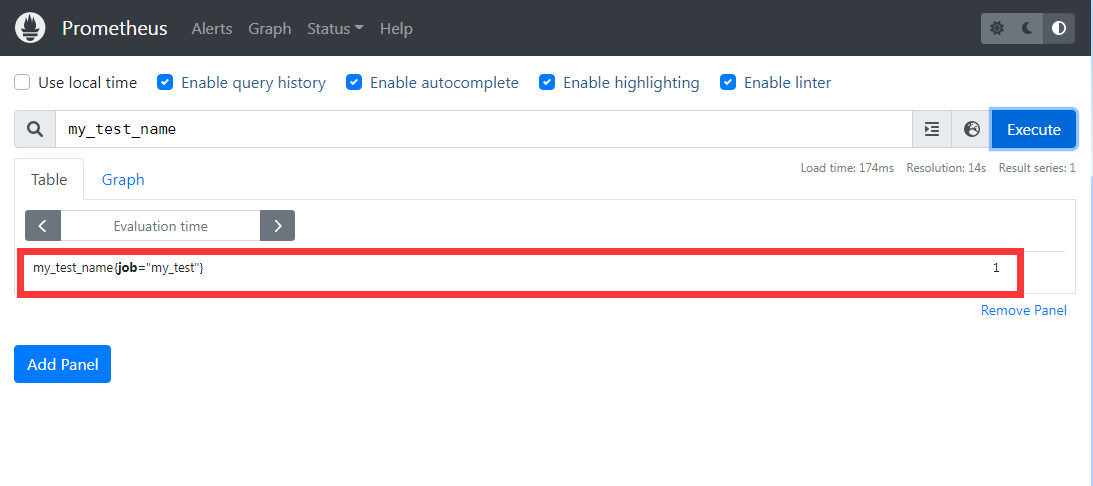 Prometheus Alerts Graph Status Help
Use local time Enable query history Enable autocomplete Enable highlighting Enable linter
my_test_name Execute
Load time: 174ms Resolution: 14s Result series: 1
Table Graph
Evaluation time
my_test_name{job="my_test"} 1
Remove Panel
Add Panel